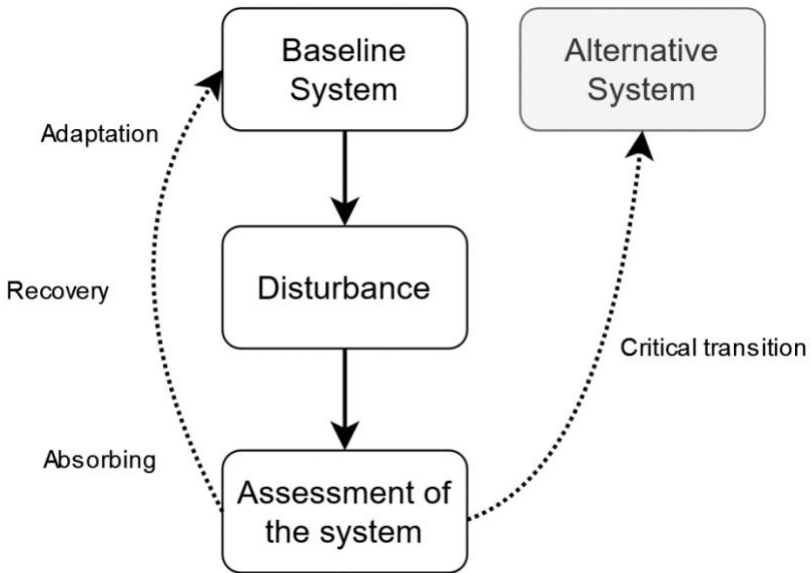 Baseline
System
Alternative
System
Adaptation
Disturbance
Recovery
Critical transition
Absorbing
Assessment of
the system